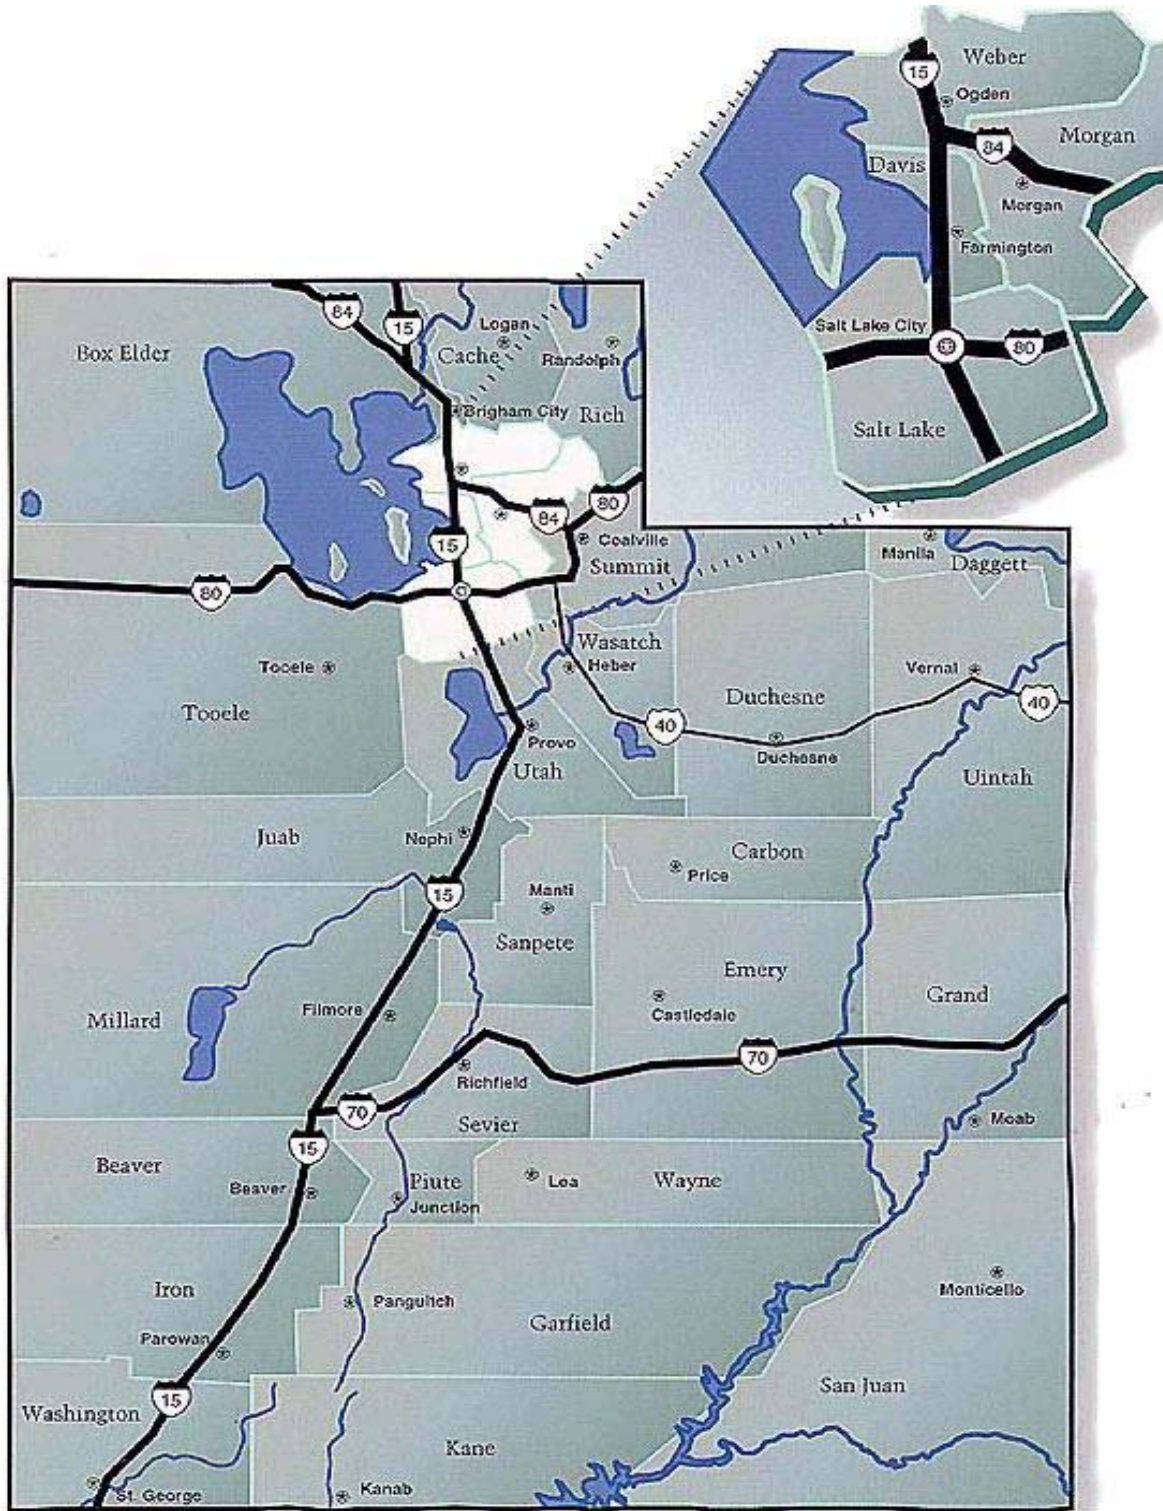 Weber
15
Ogden
84
Morgan
Davis
Morgan
Farmington
Salt Lake City
80
Salt Lake
84
15
Logan
Box Elder
Cache
Randolph
Brigham City
Rich
80
84
15
Coalville
Summit
Manila
Daggett
80
Wasatch
Tooele
Heber
Vernal
Duchesne
Tooele
40
40
Provo
Duchesne
Utah
Uintah
Juab
Nephi
Carbon
Price
15
Manti
Sanpete
Emery
Grand
Castledale
Filmore
Millard
70
Richfield
70
Sevier
Moab
15
Beaver
Beaver
Piute
Junction
Loa
Wayne
Iron
Monticello
Panguitch
Garfield
Parowan
15
San Juan
Washington
Kane
St. George
Kanab